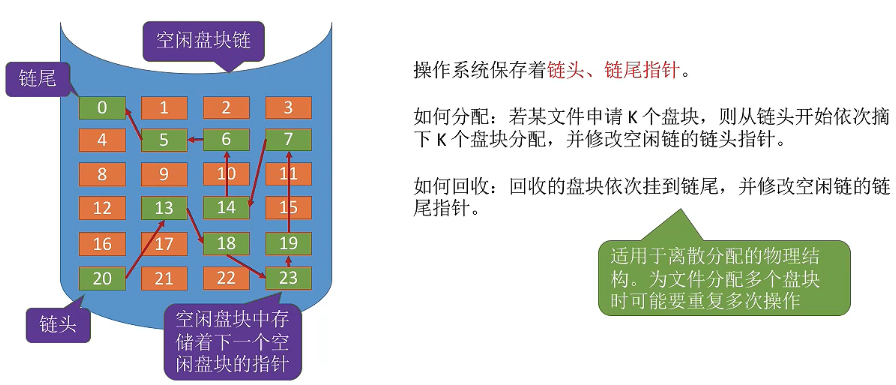 空闲盘块链
链尾
0 1 2 3
4 5 6 7
8 9 10 11
12 13 14 15
16 17 18 19
20 21 22 23
链头
空闲盘块中存
储着下一个空
闲盘块的指针
操作系统保存着链头、链尾指针。
如何分配：若某文件申请 K 个盘块，则从链头开始依次摘
下 K 个盘块分配，并修改空闲链的链头指针。
如何回收：回收的盘块依次挂到链尾，并修改空闲链的链
尾指针。
适用于离散分配的物理结
构。为文件分配多个盘块
时可能要重复多次操作